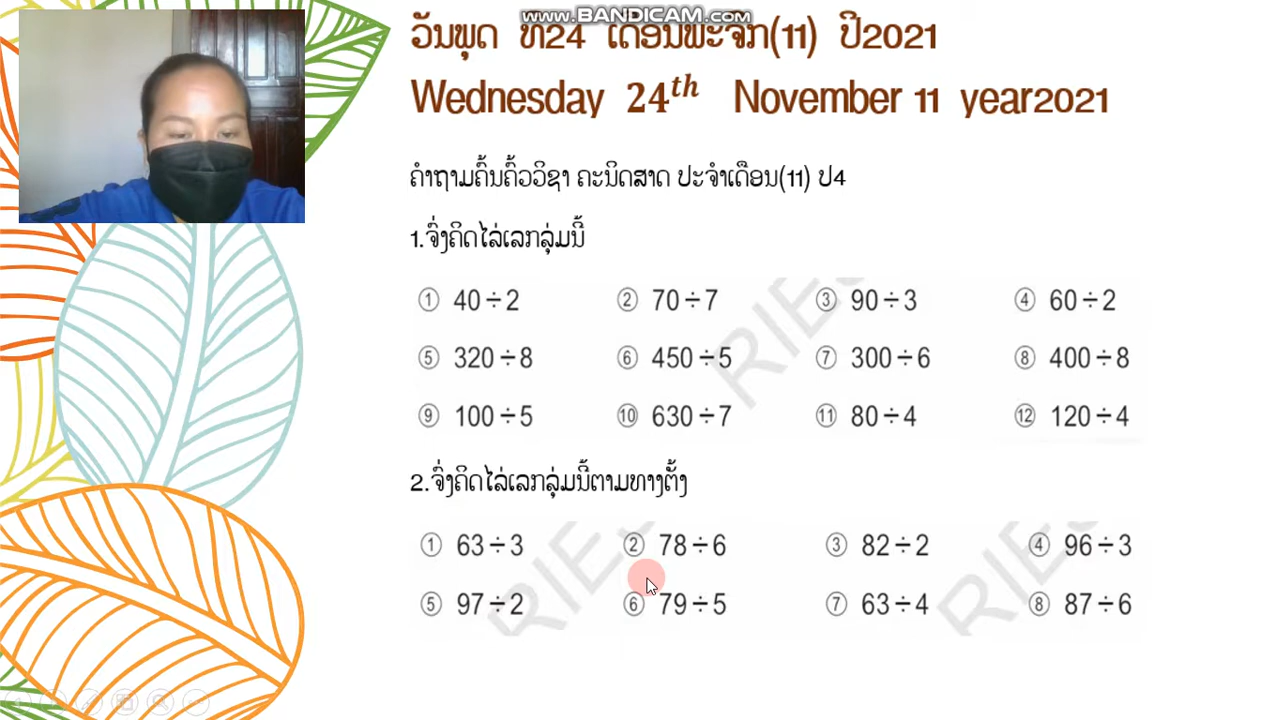 www.BANDICAM.com
ວັນພຸດ ທີ24 ເດືອນພະຈິກ(11) ປີ2021
Wednesday 24th November 11 year2021
ຄຳຖາມຄົ້ນຄົ້ວວິຊາ ຄະນິດສາດ ປະຈຳເດືອນ(11) ປ4
1.ຈົ່ງຄິດໄລ່ເລກລຸ່ມນີ້
① 40÷2 ② 70÷7 ③ 90÷3 ④ 60÷2
⑤ 320÷8 ⑥ 450÷5 ⑦ 300÷6 ⑧ 400÷8
⑨ 100÷5 ⑩ 630÷7 ⑪ 80÷4 ⑫ 120÷4
2.ຈົ່ງຄິດໄລ່ເລກລຸ່ມນີ້ຕາມທາງຕັ້ງ
① 63÷3 ② 78÷6 ③ 82÷2 ④ 96÷3
⑤ 97÷2 ⑥ 79÷5 ⑦ 63÷4 ⑧ 87÷6